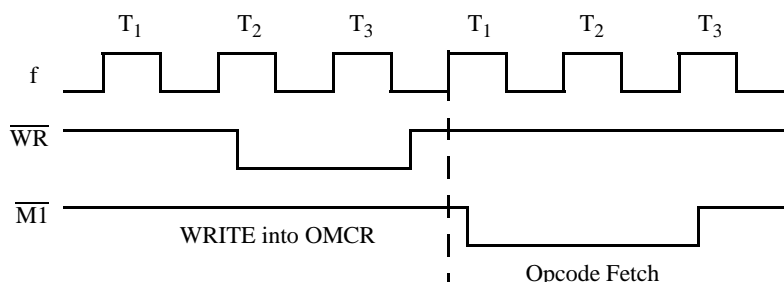 T1 T2 T3 T1 T2 T3
f
WR
M1
WRITE into OMCR
Opcode Fetch